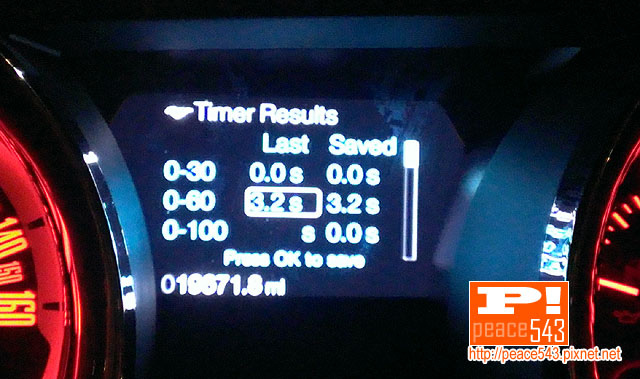 Timer Results
Last Saved
0-30 0.0 s 0.0 s
0-60 3.2 s 3.2 s
0-100 s 0.0 s
Press OK to save
019671.8 mi
140
150
160
P!
peace543
http://peace543.pixnet.net